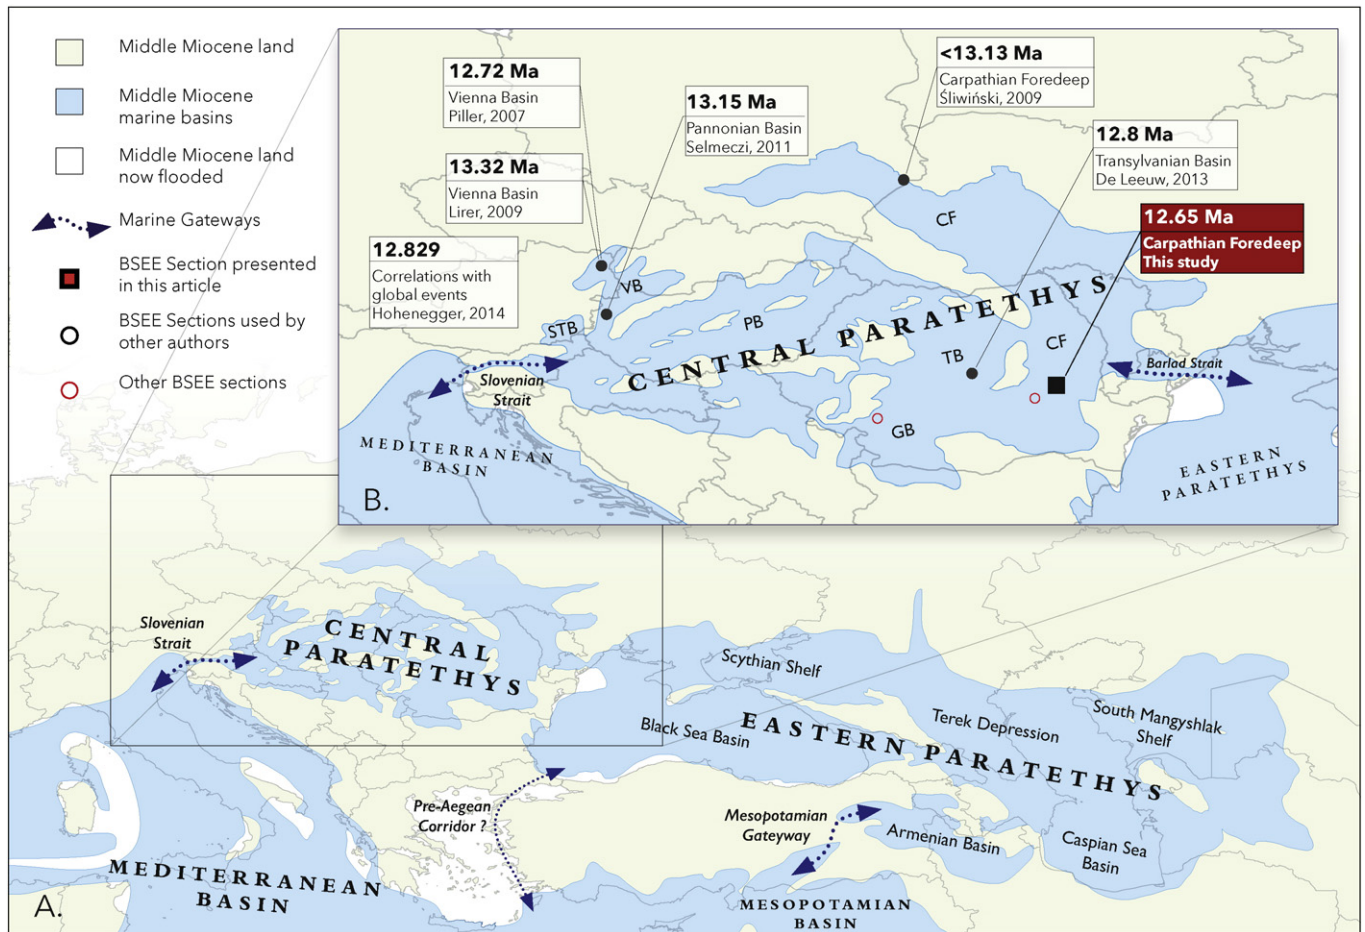 Middle Miocene land
Middle Miocene
marine basins
Middle Miocene land
now flooded
Marine Gateways
BSEE Section presented
in this article
BSEE Sections used by
other authors
Other BSEE sections
12.72 Ma
Vienna Basin
Piller, 2007
13.32 Ma
Vienna Basin
Lirer, 2009
12.829
Correlations with
global events
Hohenegger, 2014
13.15 Ma
Pannonian Basin
Selmeczi, 2011
<13.13 Ma
Carpathian Foredeep
Śliwiński, 2009
12.8 Ma
Transylvanian Basin
De Leeuw, 2013
12.65 Ma
Carpathian Foredeep
This study
CF
VB
STB
PB
CENTRAL PARATETHYS
TB
CF
GB
Slovenian
Strait
Barlad Strait
MEDITERRANEAN
BASIN
EASTERN
PARATETHYS
B.
Slovenian
Strait
CENTRAL
PARATETHYS
Scythian Shelf
Black Sea Basin
EASTERN PARATETHYS
Terek Depression
South Mangyshlak
Shelf
Pre-Aegean
Corridor ?
Mesopotamian
Gateyway
Armenian Basin
Caspian Sea
Basin
MEDITERRANEAN
BASIN
MESOPOTAMIAN
BASIN
A.